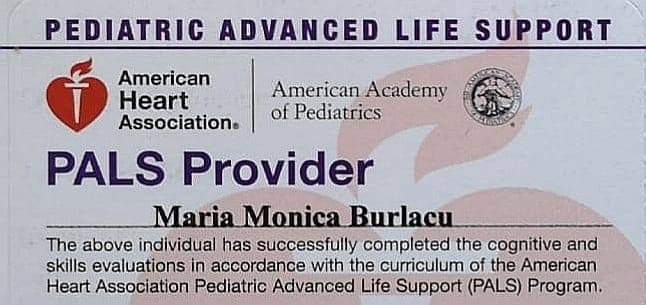 PEDIATRIC ADVANCED LIFE SUPPORT
American
Heart
Association®
American Academy
of Pediatrics
PALS Provider
Maria Monica Burlacu
The above individual has successfully completed the cognitive and
skills evaluations in accordance with the curriculum of the American
Heart Association Pediatric Advanced Life Support (PALS) Program.